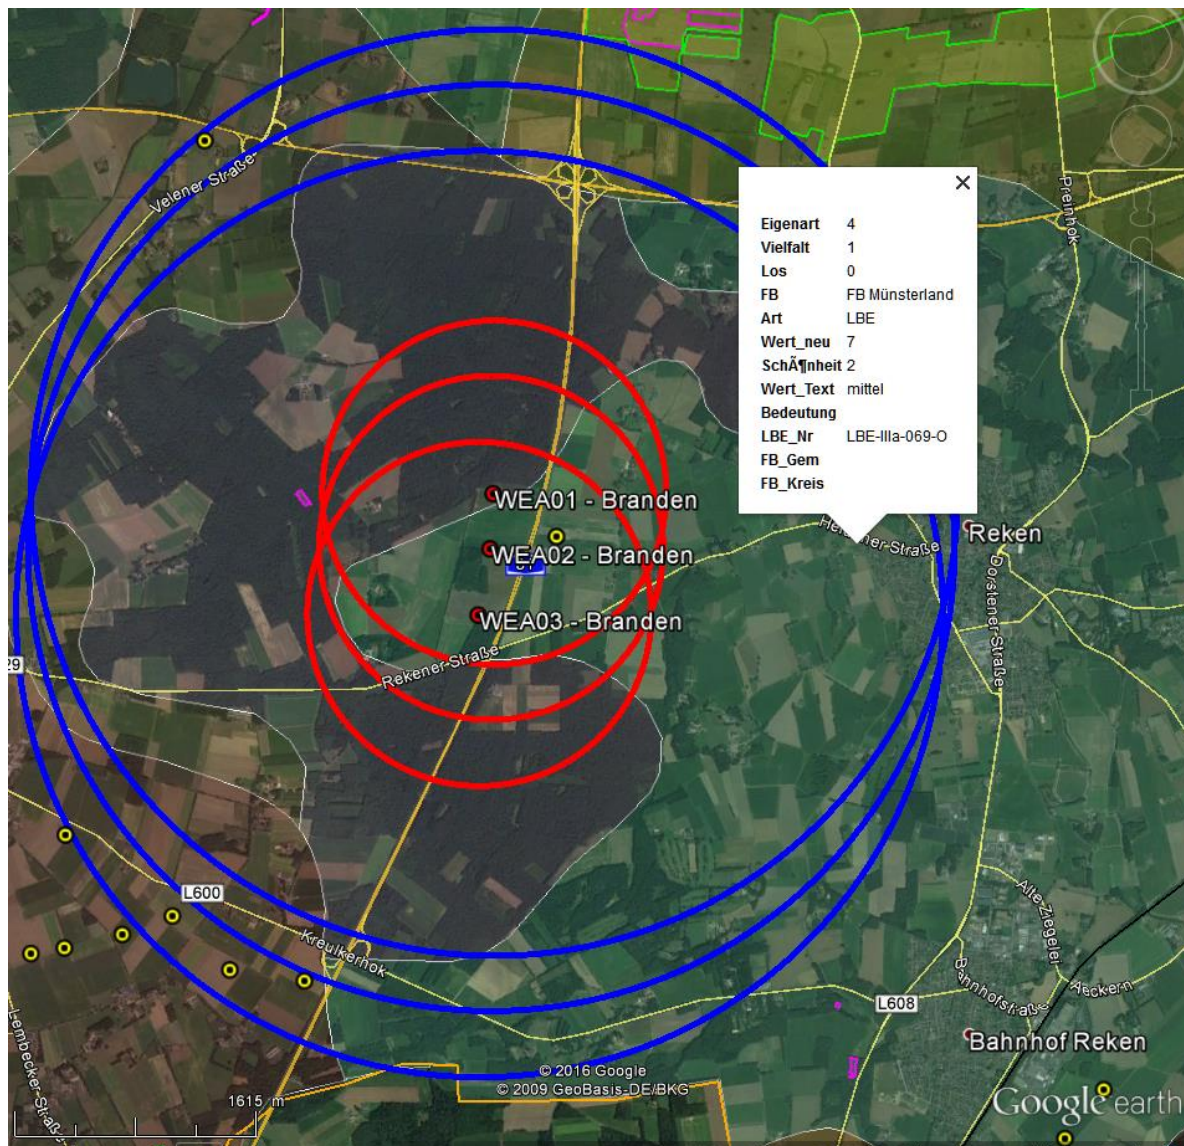 Velener Straße
Preinhok
Eigenart 4
Vielfalt 1
Los 0
FB FB Münsterland
Art LBE
Wert_neu 7
SchÃ¶nheit 2
Wert_Text mittel
Bedeutung
LBE_Nr LBE-IIIa-069-O
FB_Gem
FB_Kreis
WEA01 - Branden
Reken
WEA02 - Branden
Dorstener Straße
WEA03 - Branden
Rekener Straße
29
L600
Kreulkerhok
Alte Ziegelei
Aeckern
Bahnhofstraße
L608
Lembecker-Straße
Bahnhof Reken
© 2016 Google
© 2009 GeoBasis-DE/BKG
1615 m
Google earth